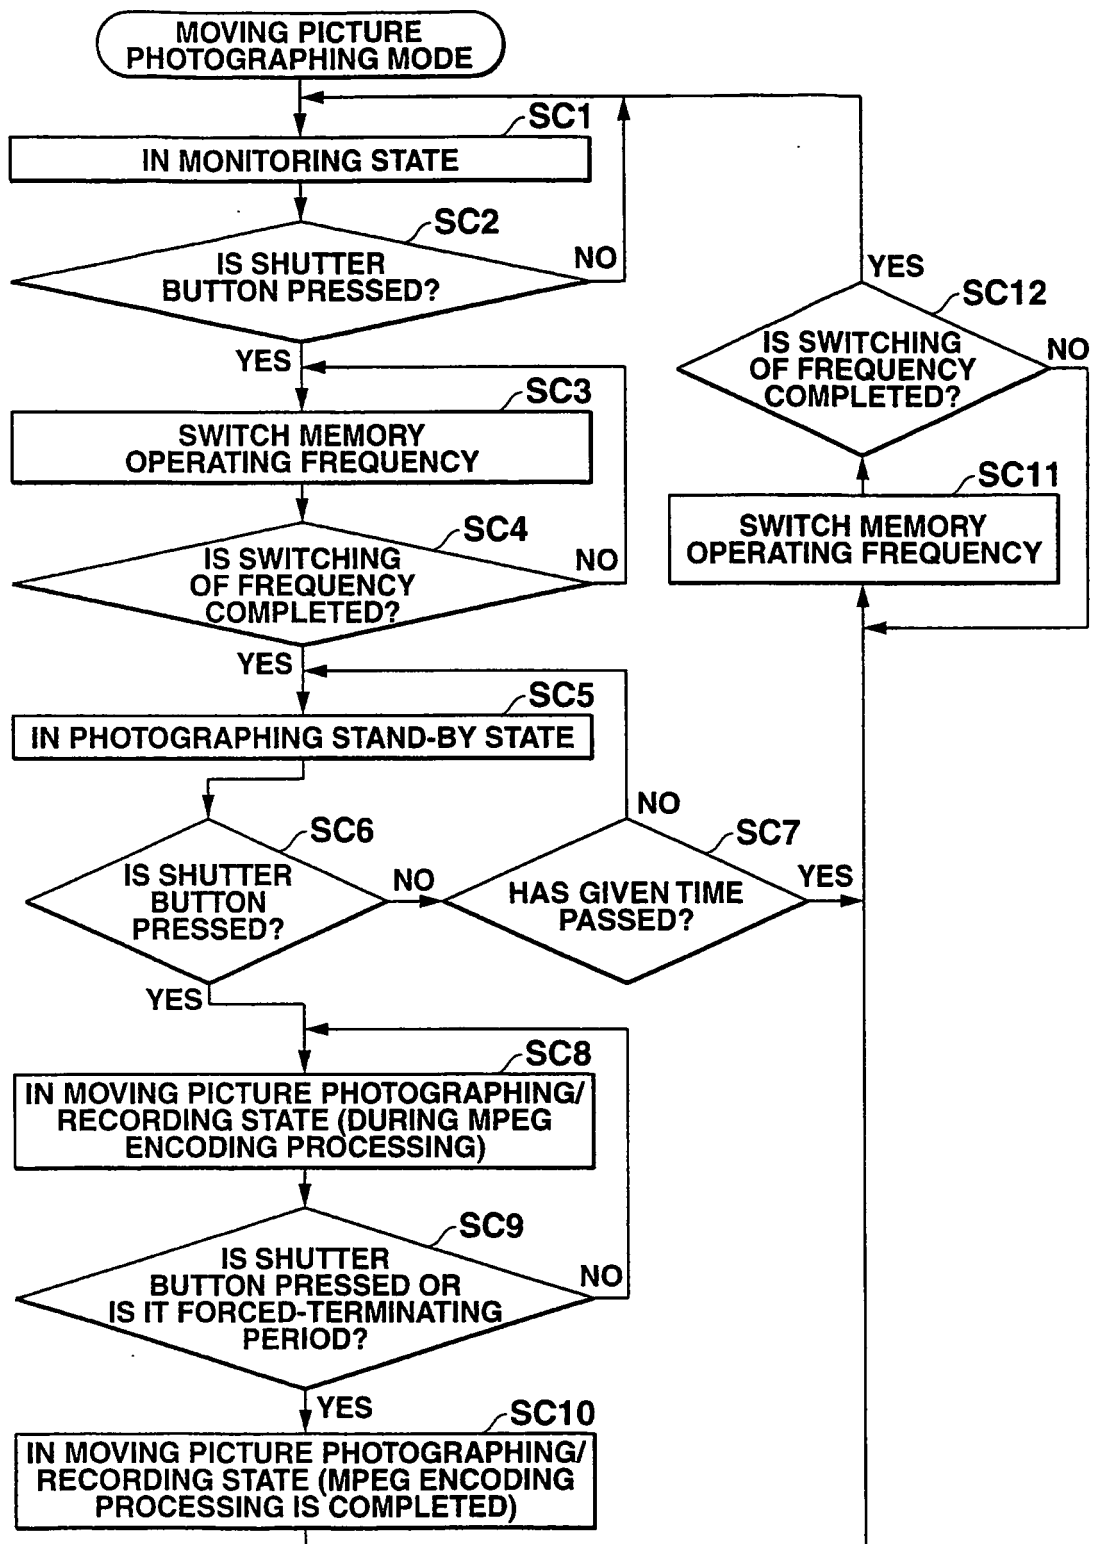 MOVING PICTURE
PHOTOGRAPHING MODE
SC1
IN MONITORING STATE
SC2
IS SHUTTER
BUTTON PRESSED?
NO
YES
SC3
SWITCH MEMORY
OPERATING FREQUENCY
SC4
IS SWITCHING
OF FREQUENCY
COMPLETED?
NO
YES
SC5
IN PHOTOGRAPHING STAND-BY STATE
SC6
IS SHUTTER
BUTTON
PRESSED?
NO
YES
SC7
HAS GIVEN TIME
PASSED?
NO
YES
SC8
IN MOVING PICTURE PHOTOGRAPHING/
RECORDING STATE (DURING MPEG
ENCODING PROCESSING)
SC9
IS SHUTTER
BUTTON PRESSED OR
IS IT FORCED-TERMINATING
PERIOD?
NO
YES
SC10
IN MOVING PICTURE PHOTOGRAPHING/
RECORDING STATE (MPEG ENCODING
PROCESSING IS COMPLETED)
SC11
SWITCH MEMORY
OPERATING FREQUENCY
SC12
IS SWITCHING
OF FREQUENCY
COMPLETED?
YES
NO